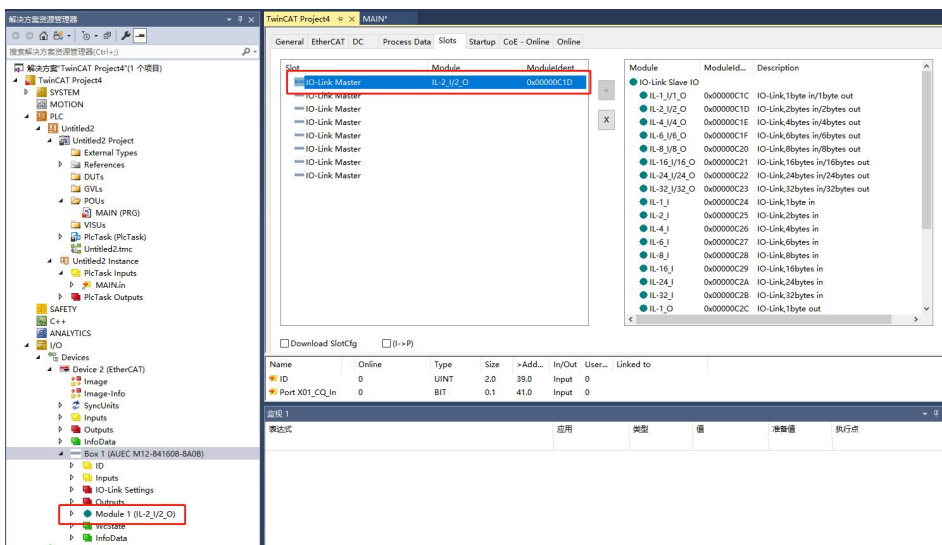 解决方案资源管理器
搜索解决方案资源管理器(Ctrl+;)
解决方案"TwinCAT Project4"(1 个项目)
TwinCAT Project4
SYSTEM
MOTION
PLC
Untitled2
Untitled2 Project
External Types
References
DUTs
GVLs
POUs
MAIN (PRG)
VISUs
PlcTask (PlcTask)
Untitled2.tmc
Untitled2 Instance
PlcTask Inputs
MAIN.in
PlcTask Outputs
SAFETY
C++
ANALYTICS
I/O
Devices
Device 2 (EtherCAT)
Image
Image-Info
SyncUnits
Inputs
Outputs
InfoData
Box 1 (AUEC M12-841608-8A0B)
ID
Inputs
IO-Link Settings
Outputs
Module 1 (IL-2_I/2_O)
WcState
InfoData
TwinCAT Project4 MAIN*
General EtherCAT DC Process Data Slots Startup CoE - Online Online
Slot Module ModuleIdent
IO-Link Master IL-2_I/2_O 0x00000C1D
IO-Link Master
IO-Link Master
IO-Link Master
IO-Link Master
IO-Link Master
IO-Link Master
IO-Link Master
<
X
Module ModuleId... Description
IO-Link Slave IO
IL-1_I/1_O 0x00000C1C IO-Link,1byte in/1byte out
IL-2_I/2_O 0x00000C1D IO-Link,2bytes in/2bytes out
IL-4_I/4_O 0x00000C1E IO-Link,4bytes in/4bytes out
IL-6_I/6_O 0x00000C1F IO-Link,6bytes in/6bytes out
IL-8_I/8_O 0x00000C20 IO-Link,8bytes in/8bytes out
IL-16_I/16_O 0x00000C21 IO-Link,16bytes in/16bytes out
IL-24_I/24_O 0x00000C22 IO-Link,24bytes in/24bytes out
IL-32_I/32_O 0x00000C23 IO-Link,32bytes in/32bytes out
IL-1_I 0x00000C24 IO-Link,1byte in
IL-2_I 0x00000C25 IO-Link,2bytes in
IL-4_I 0x00000C26 IO-Link,4bytes in
IL-6_I 0x00000C27 IO-Link,6bytes in
IL-8_I 0x00000C28 IO-Link,8bytes in
IL-16_I 0x00000C29 IO-Link,16bytes in
IL-24_I 0x00000C2A IO-Link,24bytes in
IL-32_I 0x00000C2B IO-Link,32bytes in
IL-1_O 0x00000C2C IO-Link,1byte out
Download SlotCfg (I->P)
Name Online Type Size >Add... In/Out User... Linked to
ID 0 UINT 2.0 39.0 Input 0
Port X01_CQ_In 0 BIT 0.1 41.0 Input 0
监视 1
表达式 应用 类型 值 准备值 执行点